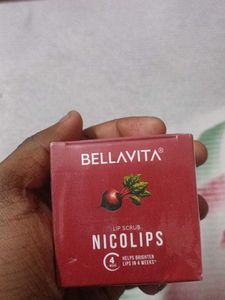 BELLAVITA®
LIP SCRUB
NICOLIPS
4
HELPS BRIGHTEN
LIPS IN 4 WEEKS*